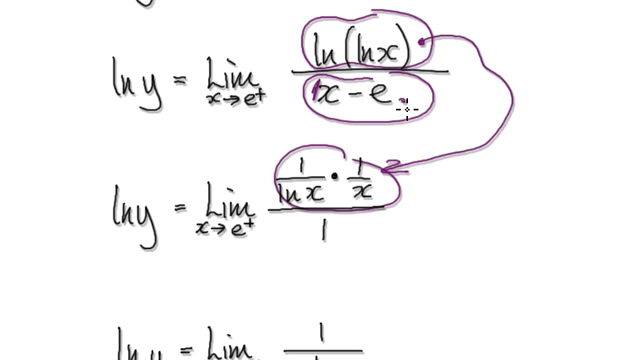 ln y = Lim x→e⁺ ln(ln x) / x - e
ln y = Lim x→e⁺ 1/ln x • 1/x / 1
ln y = Lim 1